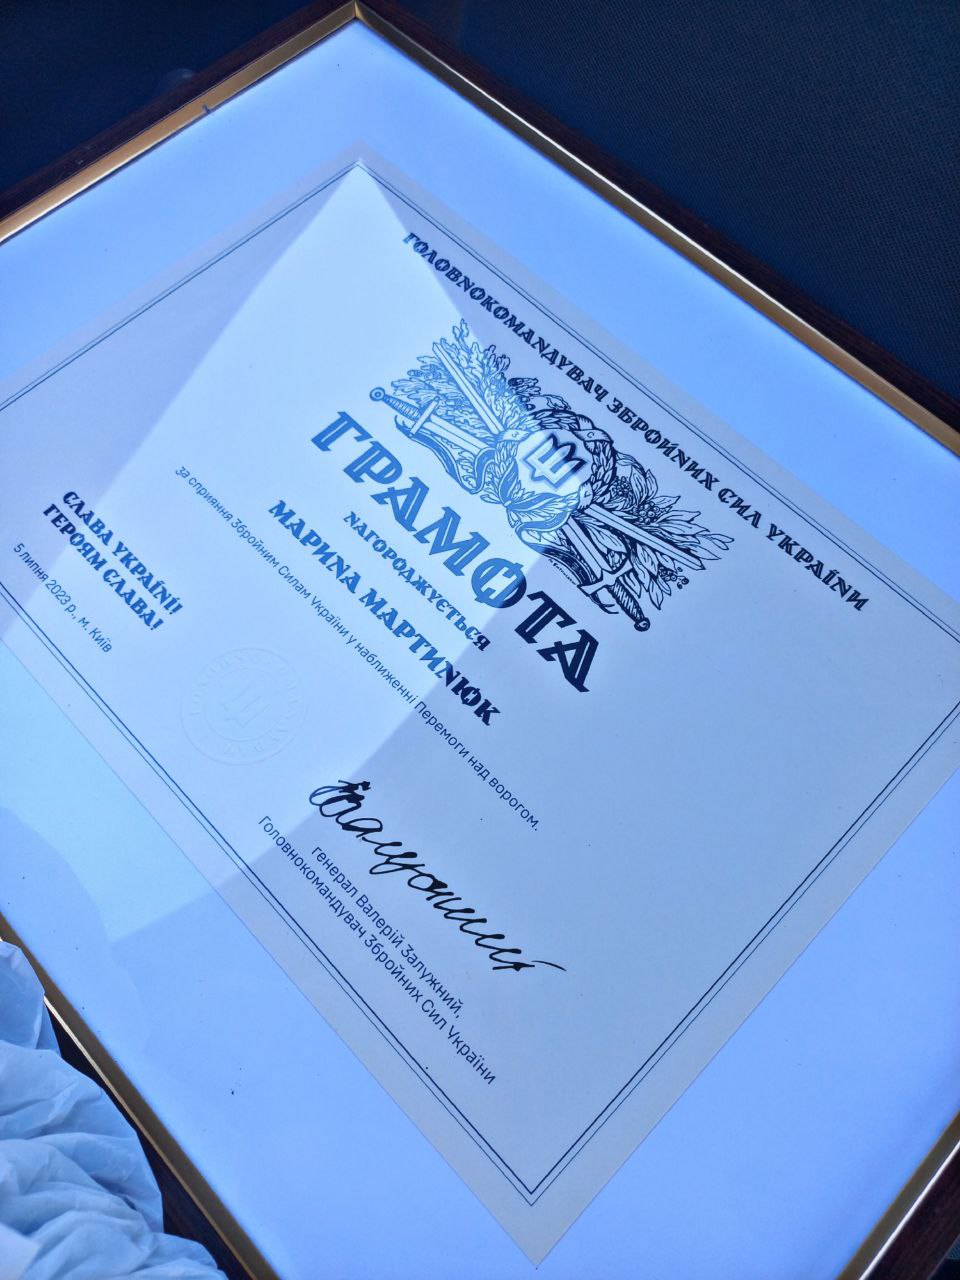 ГОЛОВНОКОМАНДУВАЧ ЗБРОЙНИХ СИЛ УКРАЇНИ
ГРАМОТА
НАГОРОДЖУЄТЬСЯ
МАРИНА МАРТИНЮК
За сприяння Збройним Силам України у наближенні Перемоги над ворогом.
СЛАВА УКРАЇНІ!
ГЕРОЯМ СЛАВА!
5 липня 2023 р., м. Київ
генерал Валерій Залужний,
Головнокомандувач Збройних Сил України